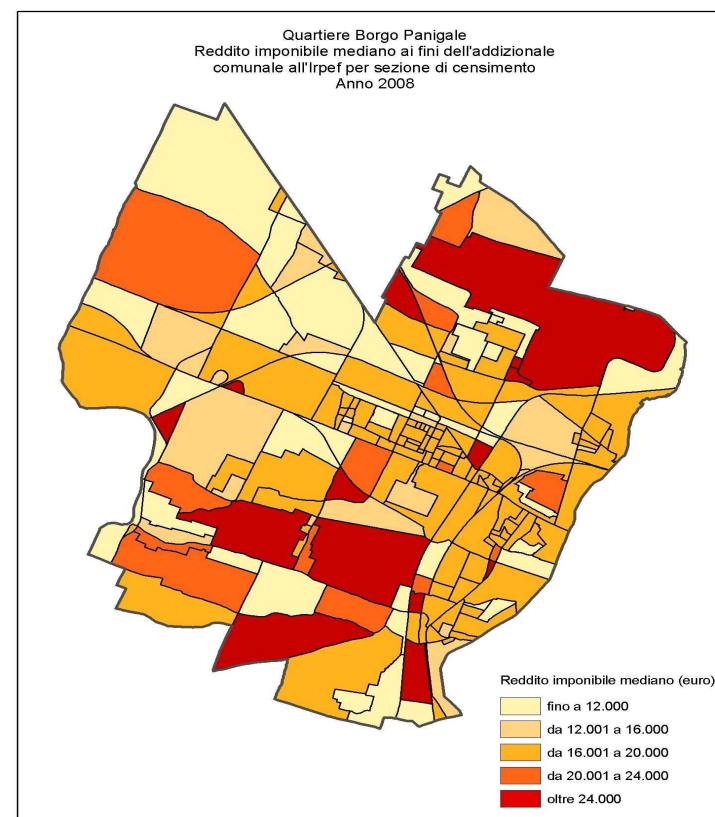 Quartiere Borgo Panigale
Reddito imponibile mediano ai fini dell'addizionale
comunale all'Irpef per sezione di censimento
Anno 2008
Reddito imponibile mediano (euro)
fino a 12.000
da 12.001 a 16.000
da 16.001 a 20.000
da 20.001 a 24.000
oltre 24.000